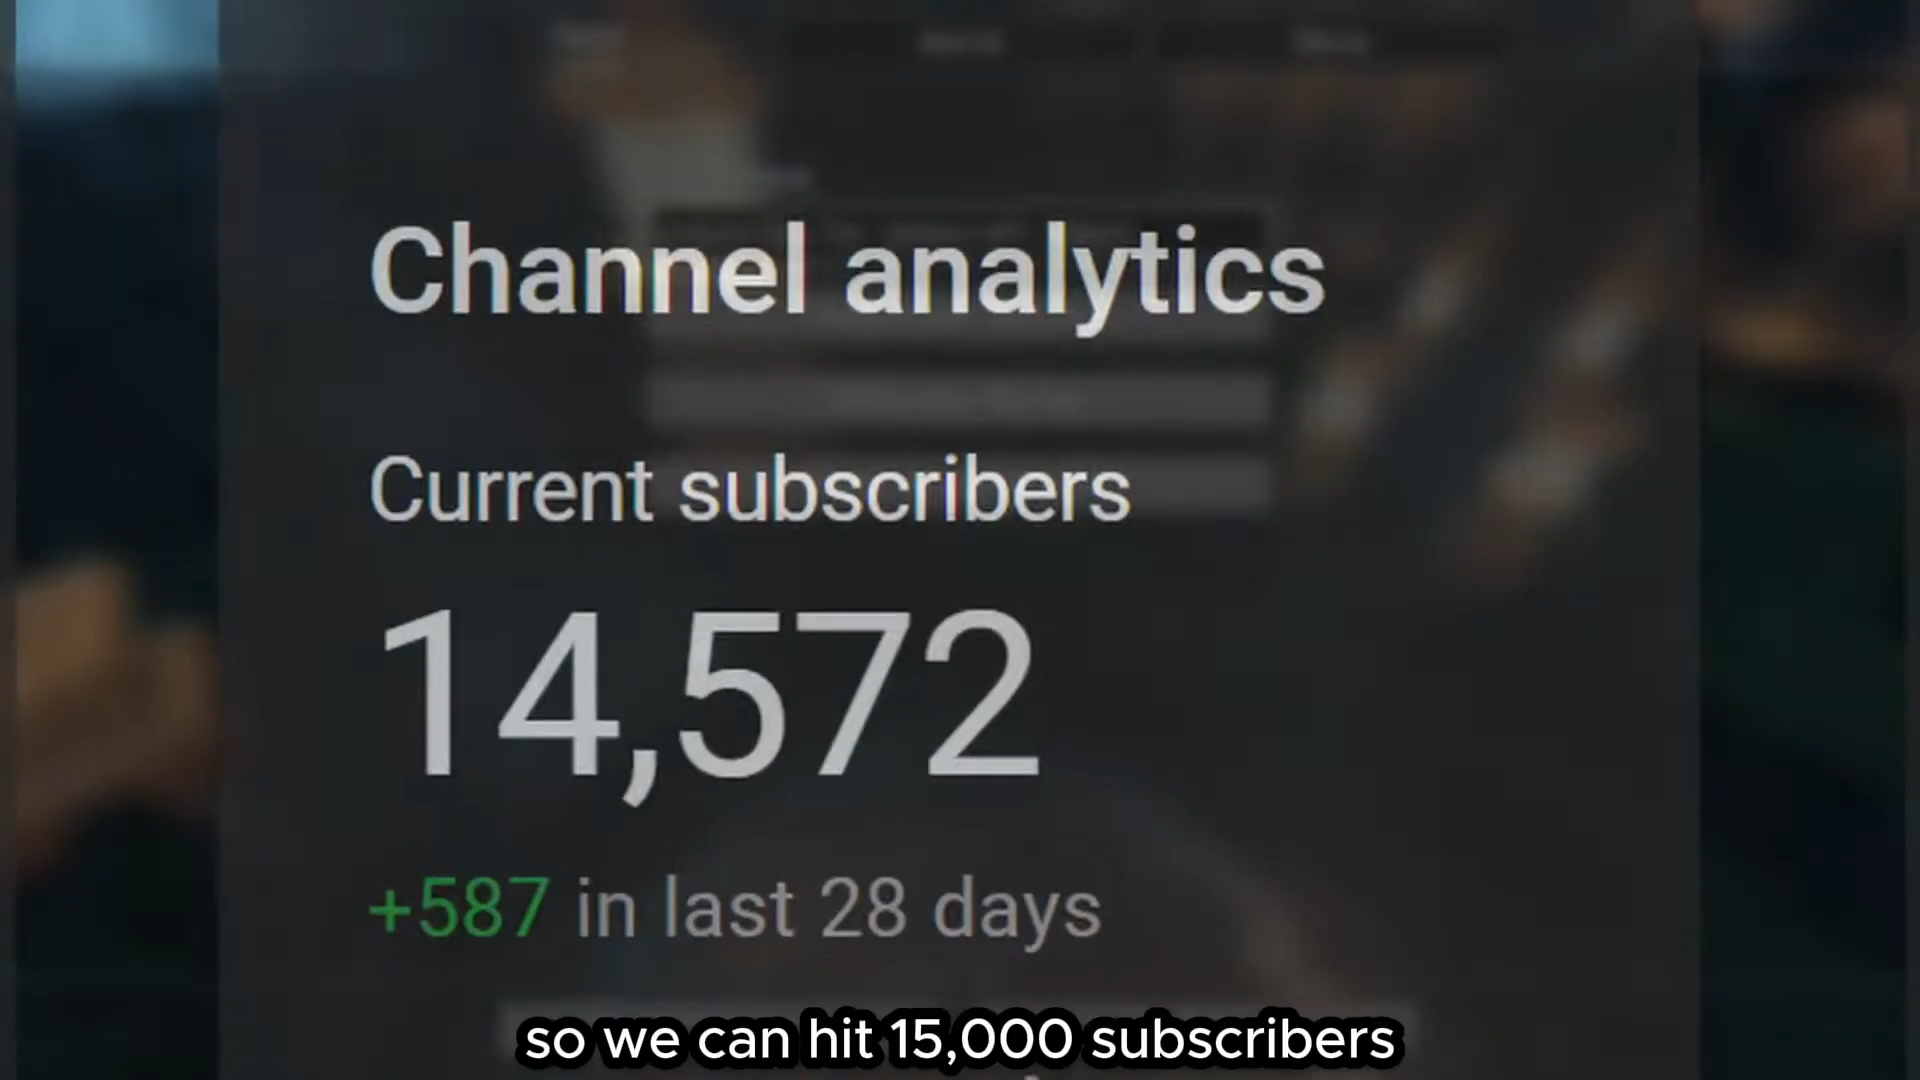 Channel analytics
Current subscribers
14,572
+587 in last 28 days
so we can hit 15,000 subscribers